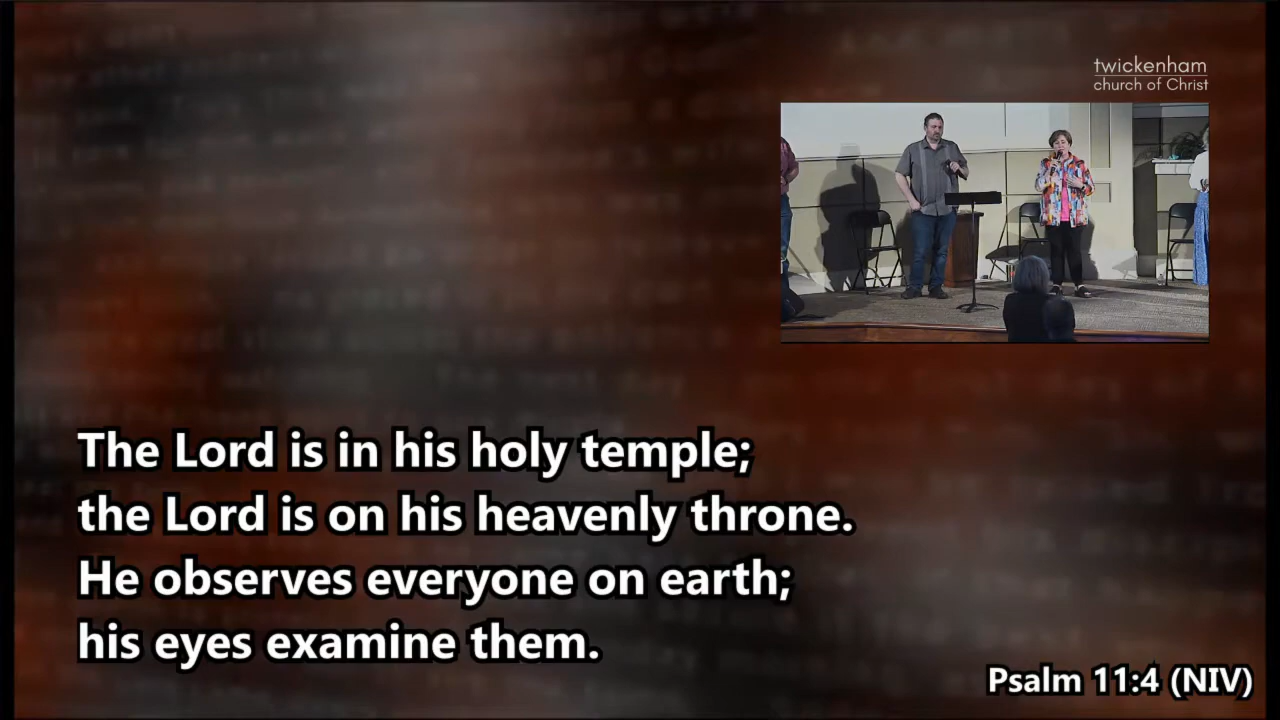 twickenham
church of Christ
The Lord is in his holy temple;
the Lord is on his heavenly throne.
He observes everyone on earth;
his eyes examine them.
Psalm 11:4 (NIV)